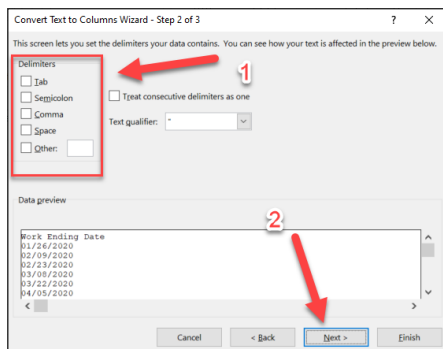 Convert Text to Columns Wizard - Step 2 of 3
? ×
This screen lets you set the delimiters your data contains. You can see how your text is affected in the preview below.
Delimiters
1
Tab
Semicolon
Treat consecutive delimiters as one
Comma
Text qualifier: "
Space
Other:
Data preview
2
Work Ending Date
01/26/2020
02/09/2020
02/23/2020
03/08/2020
03/22/2020
04/05/2020
Cancel < Back Next > Finish